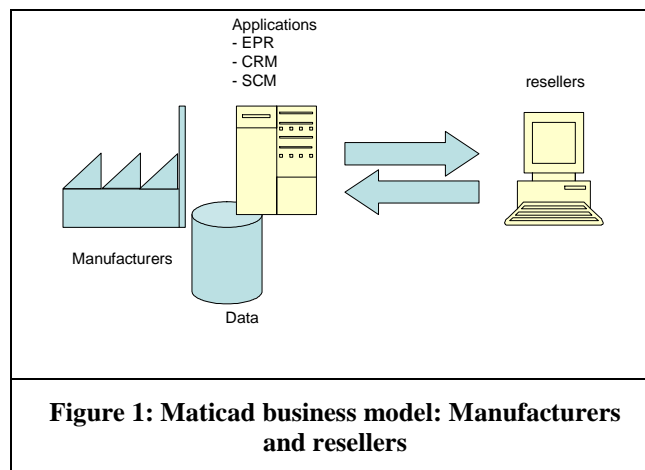 Applications
- EPR
- CRM
- SCM
resellers
Manufacturers
Data
Figure 1: Maticad business model: Manufacturers
and resellers